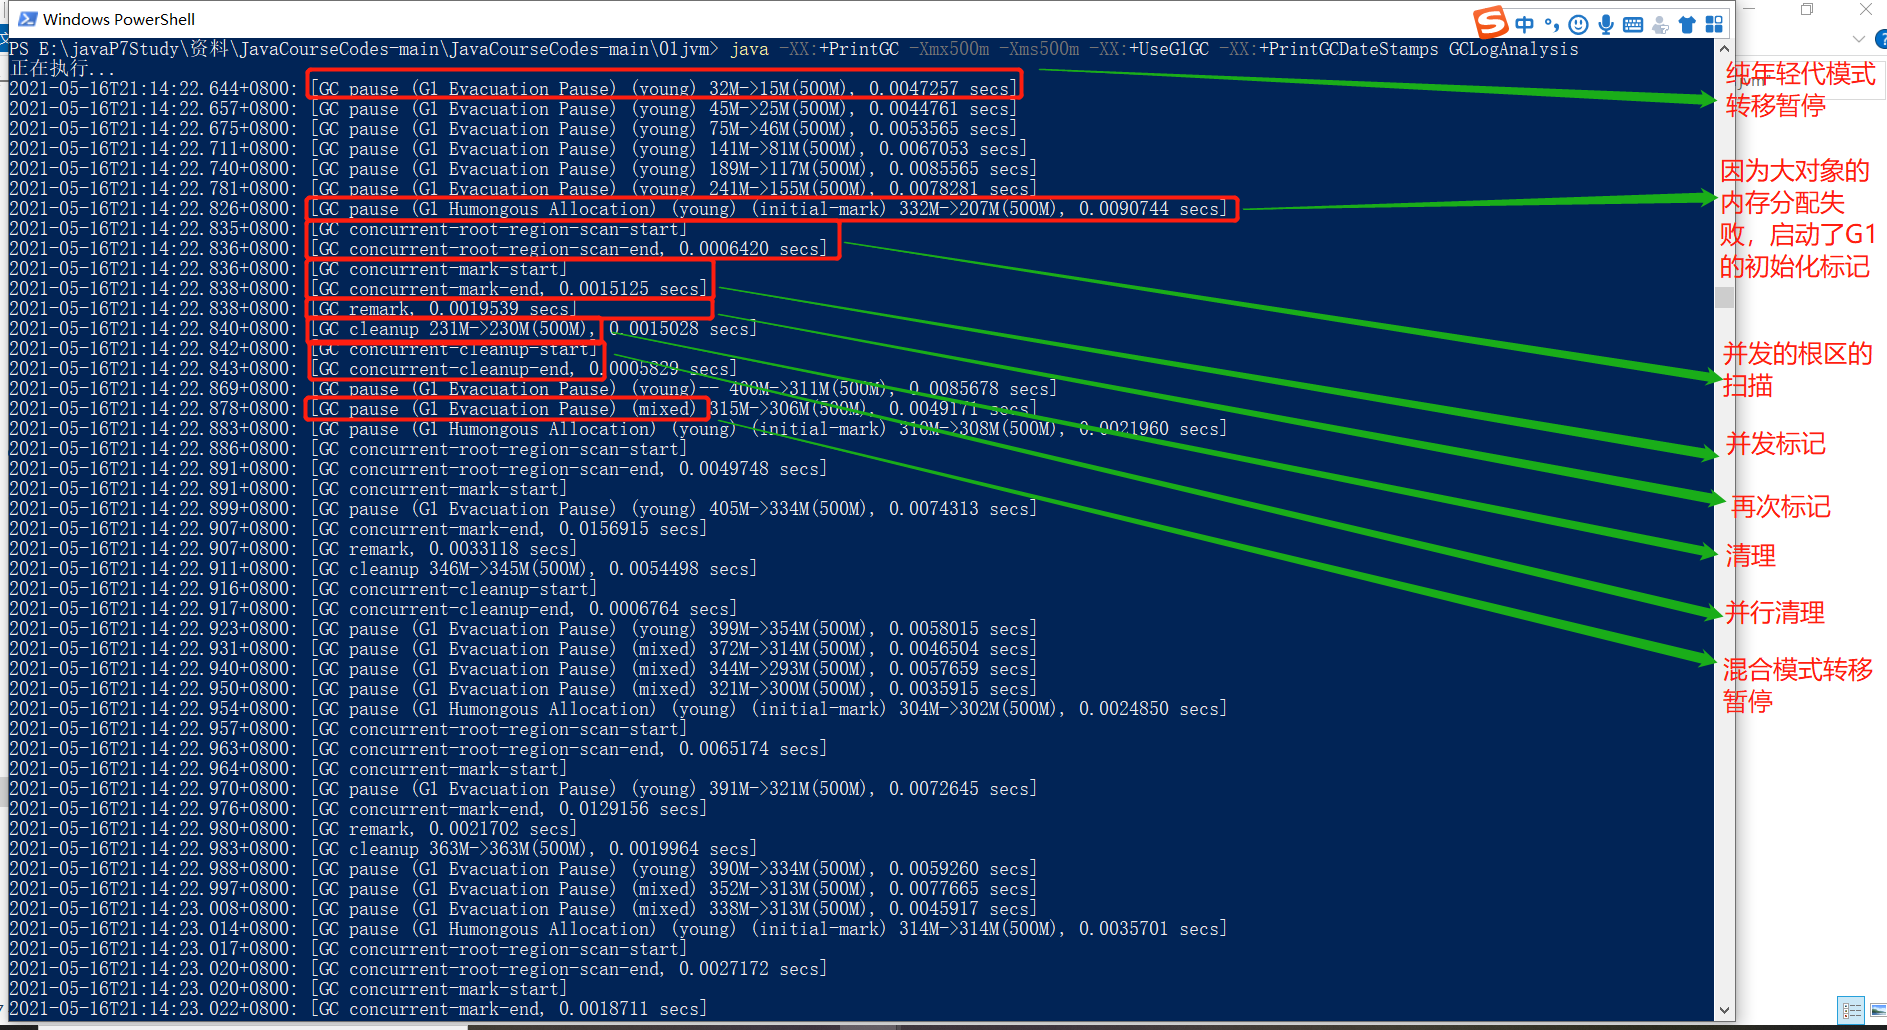 Windows PowerShell
中
PS E:\javaP7Study\资料\JavaCourseCodes-main\JavaCourseCodes-main\01jvm> java -XX:+PrintGC -Xmx500m -Xms500m -XX:+UseG1GC -XX:+PrintGCDateStamps GCLogAnalysis
正在执行...
2021-05-16T21:14:22.644+0800: [GC pause (G1 Evacuation Pause) (young) 32M->15M(500M), 0.0047257 secs]
2021-05-16T21:14:22.657+0800: [GC pause (G1 Evacuation Pause) (young) 45M->25M(500M), 0.0044761 secs]
2021-05-16T21:14:22.675+0800: [GC pause (G1 Evacuation Pause) (young) 75M->46M(500M), 0.0053565 secs]
2021-05-16T21:14:22.711+0800: [GC pause (G1 Evacuation Pause) (young) 141M->81M(500M), 0.0067053 secs]
2021-05-16T21:14:22.740+0800: [GC pause (G1 Evacuation Pause) (young) 189M->117M(500M), 0.0085565 secs]
2021-05-16T21:14:22.781+0800: [GC pause (G1 Evacuation Pause) (young) 241M->155M(500M), 0.0078281 secs]
2021-05-16T21:14:22.826+0800: [GC pause (G1 Humongous Allocation) (young) (initial-mark) 332M->207M(500M), 0.0090744 secs]
2021-05-16T21:14:22.835+0800: [GC concurrent-root-region-scan-start]
2021-05-16T21:14:22.836+0800: [GC concurrent-root-region-scan-end, 0.0006420 secs]
2021-05-16T21:14:22.836+0800: [GC concurrent-mark-start]
2021-05-16T21:14:22.838+0800: [GC concurrent-mark-end, 0.0015125 secs]
2021-05-16T21:14:22.838+0800: [GC remark, 0.0019539 secs]
2021-05-16T21:14:22.840+0800: [GC cleanup 231M->230M(500M), 0.0015028 secs]
2021-05-16T21:14:22.842+0800: [GC concurrent-cleanup-start]
2021-05-16T21:14:22.843+0800: [GC concurrent-cleanup-end, 0.0005829 secs]
2021-05-16T21:14:22.869+0800: [GC pause (G1 Evacuation Pause) (young)-- 400M->311M(500M), 0.0085678 secs]
2021-05-16T21:14:22.878+0800: [GC pause (G1 Evacuation Pause) (mixed) 315M->306M(500M), 0.0049171 secs]
2021-05-16T21:14:22.883+0800: [GC pause (G1 Humongous Allocation) (young) (initial-mark) 310M->308M(500M), 0.0021960 secs]
2021-05-16T21:14:22.886+0800: [GC concurrent-root-region-scan-start]
2021-05-16T21:14:22.891+0800: [GC concurrent-root-region-scan-end, 0.0049748 secs]
2021-05-16T21:14:22.891+0800: [GC concurrent-mark-start]
2021-05-16T21:14:22.899+0800: [GC pause (G1 Evacuation Pause) (young) 405M->334M(500M), 0.0074313 secs]
2021-05-16T21:14:22.907+0800: [GC concurrent-mark-end, 0.0156915 secs]
2021-05-16T21:14:22.907+0800: [GC remark, 0.0033118 secs]
2021-05-16T21:14:22.911+0800: [GC cleanup 346M->345M(500M), 0.0054498 secs]
2021-05-16T21:14:22.916+0800: [GC concurrent-cleanup-start]
2021-05-16T21:14:22.917+0800: [GC concurrent-cleanup-end, 0.0006764 secs]
2021-05-16T21:14:22.923+0800: [GC pause (G1 Evacuation Pause) (young) 399M->354M(500M), 0.0058015 secs]
2021-05-16T21:14:22.931+0800: [GC pause (G1 Evacuation Pause) (mixed) 372M->314M(500M), 0.0046504 secs]
2021-05-16T21:14:22.940+0800: [GC pause (G1 Evacuation Pause) (mixed) 344M->293M(500M), 0.0057659 secs]
2021-05-16T21:14:22.950+0800: [GC pause (G1 Evacuation Pause) (mixed) 321M->300M(500M), 0.0035915 secs]
2021-05-16T21:14:22.954+0800: [GC pause (G1 Humongous Allocation) (young) (initial-mark) 304M->302M(500M), 0.0024850 secs]
2021-05-16T21:14:22.957+0800: [GC concurrent-root-region-scan-start]
2021-05-16T21:14:22.963+0800: [GC concurrent-root-region-scan-end, 0.0065174 secs]
2021-05-16T21:14:22.964+0800: [GC concurrent-mark-start]
2021-05-16T21:14:22.970+0800: [GC pause (G1 Evacuation Pause) (young) 391M->321M(500M), 0.0072645 secs]
2021-05-16T21:14:22.976+0800: [GC concurrent-mark-end, 0.0129156 secs]
2021-05-16T21:14:22.980+0800: [GC remark, 0.0021702 secs]
2021-05-16T21:14:22.983+0800: [GC cleanup 363M->363M(500M), 0.0019964 secs]
2021-05-16T21:14:22.988+0800: [GC pause (G1 Evacuation Pause) (young) 390M->334M(500M), 0.0059260 secs]
2021-05-16T21:14:22.997+0800: [GC pause (G1 Evacuation Pause) (mixed) 352M->313M(500M), 0.0077665 secs]
2021-05-16T21:14:23.008+0800: [GC pause (G1 Evacuation Pause) (mixed) 338M->313M(500M), 0.0045917 secs]
2021-05-16T21:14:23.014+0800: [GC pause (G1 Humongous Allocation) (young) (initial-mark) 314M->314M(500M), 0.0035701 secs]
2021-05-16T21:14:23.017+0800: [GC concurrent-root-region-scan-start]
2021-05-16T21:14:23.020+0800: [GC concurrent-root-region-scan-end, 0.0027172 secs]
2021-05-16T21:14:23.020+0800: [GC concurrent-mark-start]
2021-05-16T21:14:23.022+0800: [GC concurrent-mark-end, 0.0018711 secs]
纯年轻代模式
转移暂停
因为大对象的
内存分配失
败，启动了G1
的初始化标记
并发的根区的
扫描
并发标记
再次标记
清理
并行清理
混合模式转移
暂停